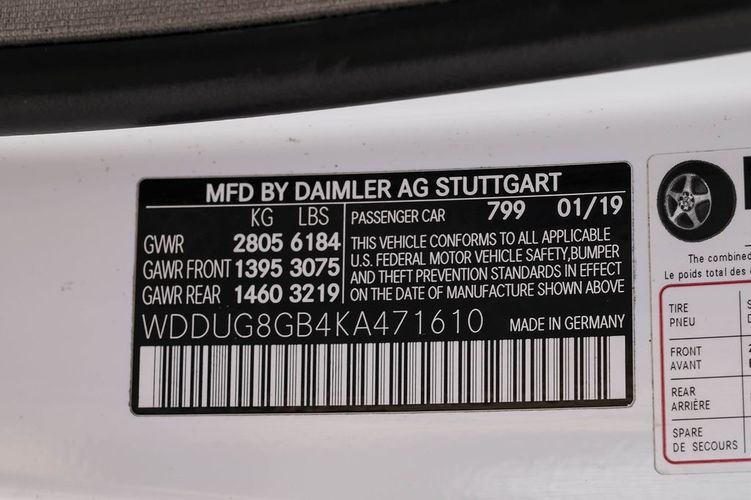 MFD BY DAIMLER AG STUTTGART
KG LBS
GVWR 2805 6184
GAWR FRONT 1395 3075
GAWR REAR 1460 3219
PASSENGER CAR 799 01/19
THIS VEHICLE CONFORMS TO ALL APPLICABLE
U.S. FEDERAL MOTOR VEHICLE SAFETY,BUMPER
AND THEFT PREVENTION STANDARDS IN EFFECT
ON THE DATE OF MANUFACTURE SHOWN ABOVE
WDDUG8GB4KA471610 MADE IN GERMANY
The combined
Le poids total des
TIRE
PNEU
FRONT
AVANT
REAR
ARRIÈRE
SPARE
DE SECOURS